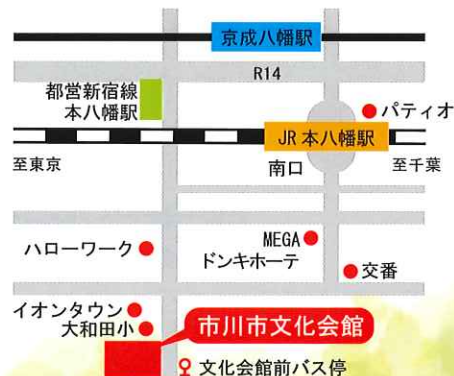 京成八幡駅
R14
都営新宿線
本八幡駅
パティオ
JR 本八幡駅
至東京
南口
至千葉
MEGA
ドンキホーテ
ハローワーク
交番
イオンタウン
大和田小
市川市文化会館
文化会館前バス停